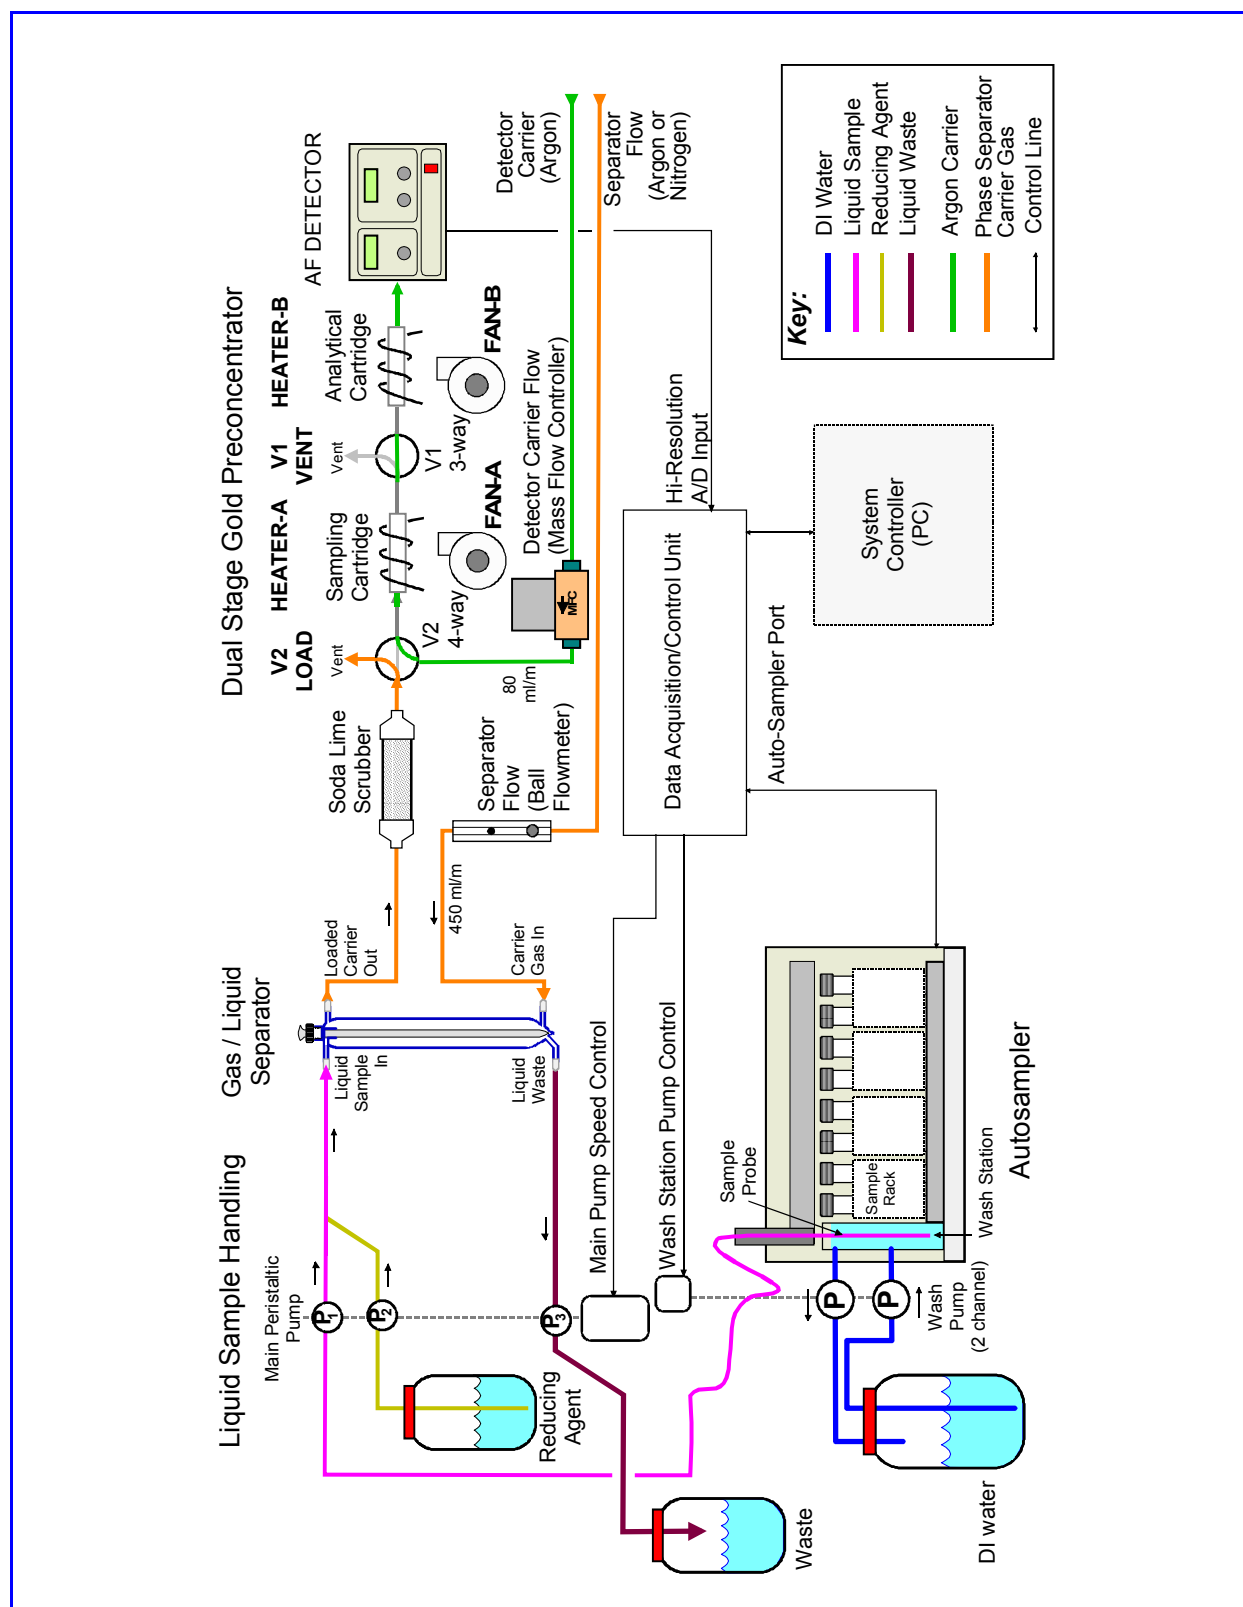 Liquid Sample Handling
Gas / Liquid
Separator
Dual Stage Gold Preconcentrator
Main Peristaltic
Pump
P1
P2
P3
Reducing
Agent
Waste
Liquid
Sample
In
Liquid
Waste
Loaded
Carrier
Out
Carrier
Gas In
450 ml/m
Soda Lime
Scrubber
Separator
Flow
(Ball
Flowmeter)
V2
LOAD
Vent
V2
4-way
80
ml/m
HEATER-A
Sampling
Cartridge
FAN-A
V1
VENT
Vent
V1
3-way
HEATER-B
Analytical
Cartridge
FAN-B
AF DETECTOR
Detector Carrier Flow
(Mass Flow Controller)
MFC
Detector
Carrier
(Argon)
Separator
Flow
(Argon or
Nitrogen)
Main Pump Speed Control
Wash Station Pump Control
Data Acquisition/Control Unit
Hi-Resolution
A/D Input
Auto-Sampler Port
System
Controller
(PC)
Sample
Probe
Sample
Rack
Wash Station
Autosampler
P
P
Wash
Pump
(2 channel)
DI water
Key:
DI Water
Liquid Sample
Reducing Agent
Liquid Waste
Argon Carrier
Phase Separator
Carrier Gas
Control Line